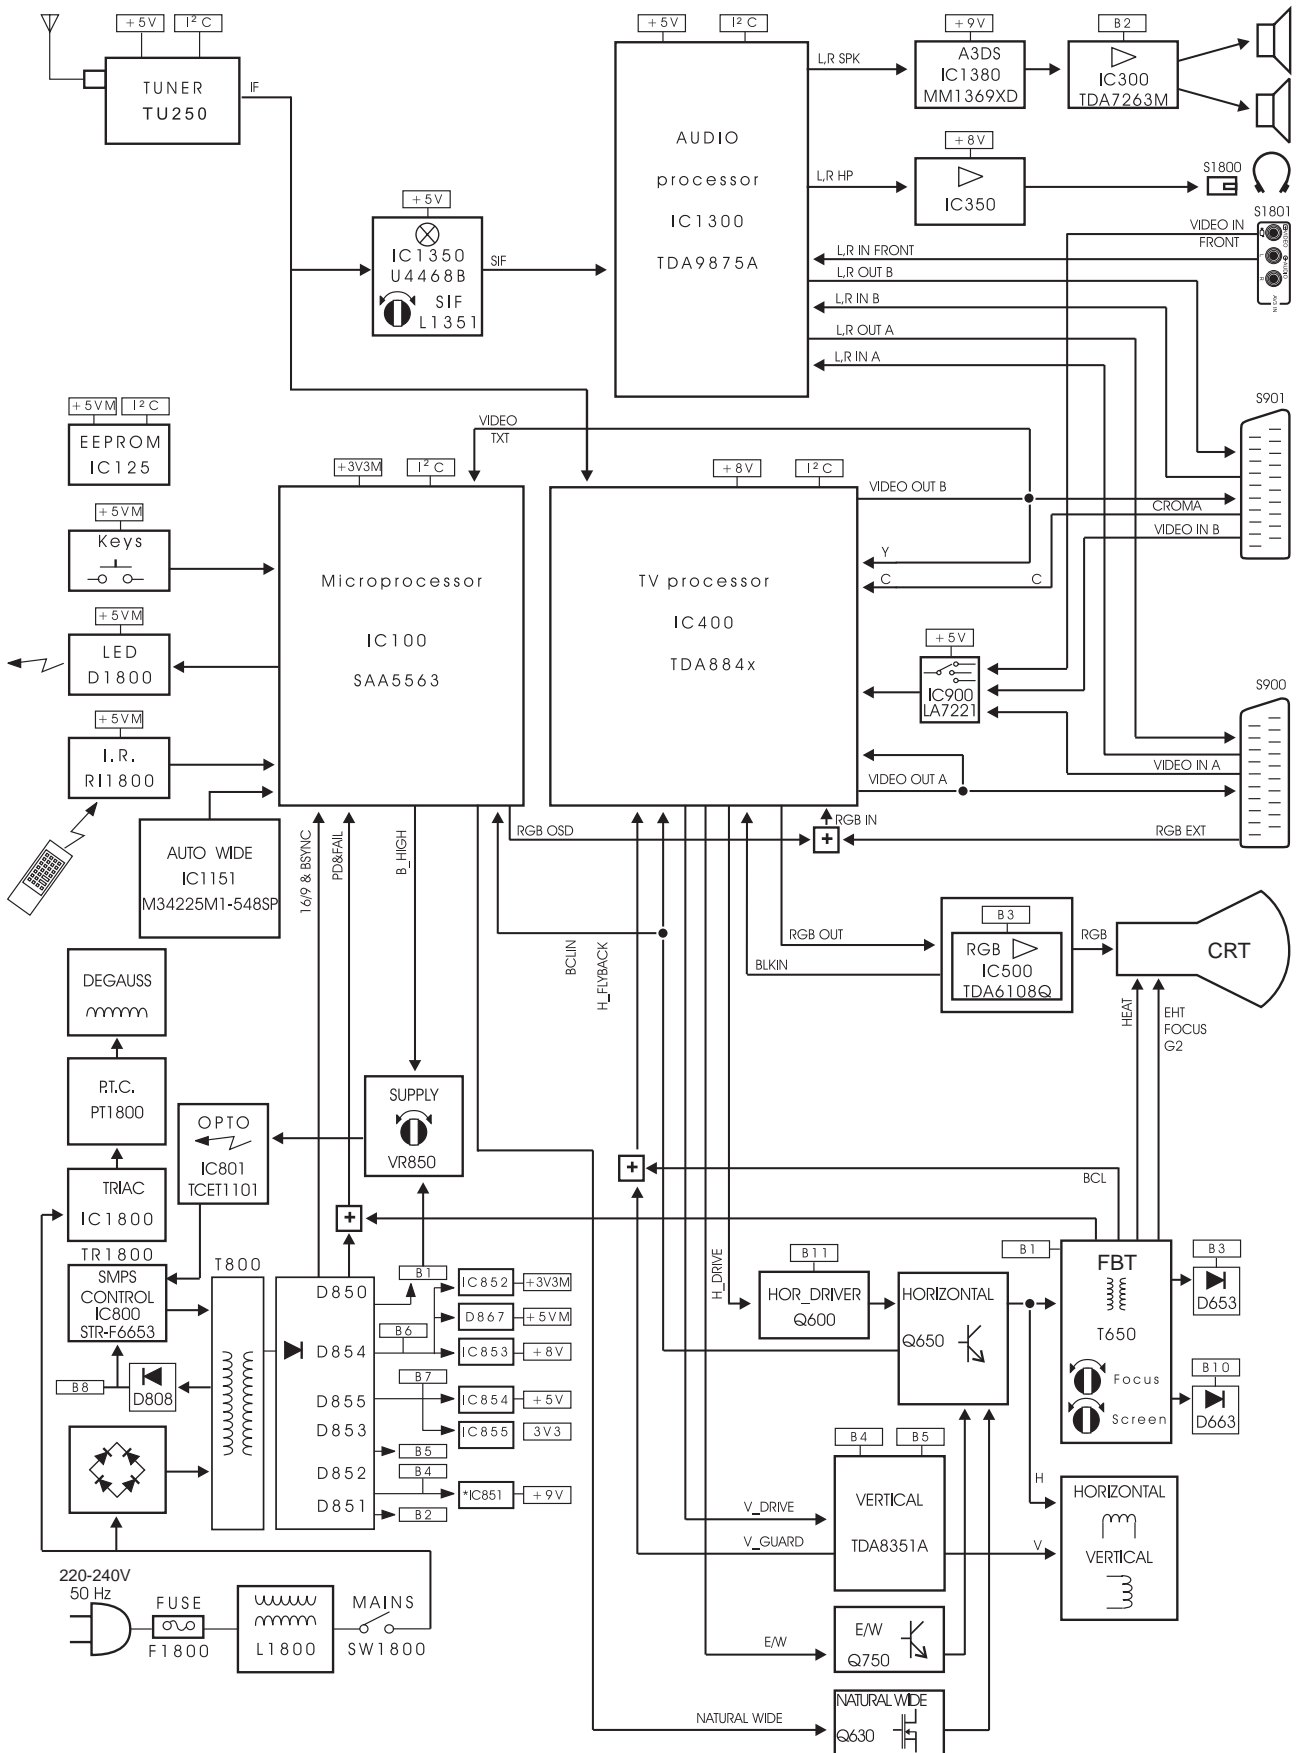 +5V
I²C
TUNER
TU250
IF
+5V
I²C
AUDIO
processor
IC1300
TDA9875A
L,R SPK
+9V
A3DS
IC1380
MM1369XD
B2
IC300
TDA7263M
L,R HP
+8V
IC350
S1800
S1801
VIDEO IN
FRONT
L,R IN FRONT
L,R OUT B
L,R IN B
L,R OUT A
L,R IN A
+5V
IC1350
U4468B
SIF
L1351
SIF
+5VM
I²C
EEPROM
IC125
+5VM
Keys
+5VM
LED
D1800
+5VM
I.R.
RI1800
AUTO WIDE
IC1151
M34225M1-548SP
VIDEO
TXT
+3V3M
I²C
Microprocessor
IC100
SAA5563
+8V
I²C
TV processor
IC400
TDA884x
S901
VIDEO OUT B
CROMA
VIDEO IN B
Y
C
C
+5V
IC900
LA7221
S900
VIDEO IN A
VIDEO OUT A
RGB IN
RGB EXT
RGB OSD
16/9 & BSYNC
PD&FAIL
B_HIGH
BCLIN
H_FLYBACK
RGB OUT
BLKIN
B3
RGB
IC500
TDA6108Q
RGB
CRT
HEAT
EHT
FOCUS
G2
DEGAUSS
P.T.C.
PT1800
TRIAC
IC1800
TR1800
OPTO
IC801
TCET1101
SUPPLY
VR850
BCL
SMPS
CONTROL
IC800
STR-F6653
B8
D808
T800
D850
D854
D855
D853
D852
D851
B1
B6
B7
B5
B4
B2
IC852
+3V3M
D867
+5VM
IC853
+8V
IC854
+5V
IC855
3V3
*IC851
+9V
H_DRIVE
B11
HOR_DRIVER
Q600
HORIZONTAL
Q650
B1
FBT
T650
Focus
Screen
B3
D653
B10
D663
B4
B5
VERTICAL
TDA8351A
V_DRIVE
V_GUARD
H
V
HORIZONTAL
VERTICAL
E/W
E/W
Q750
NATURAL WIDE
NATURAL WIDE
Q630
220-240V
50 Hz
FUSE
F1800
L1800
MAINS
SW1800